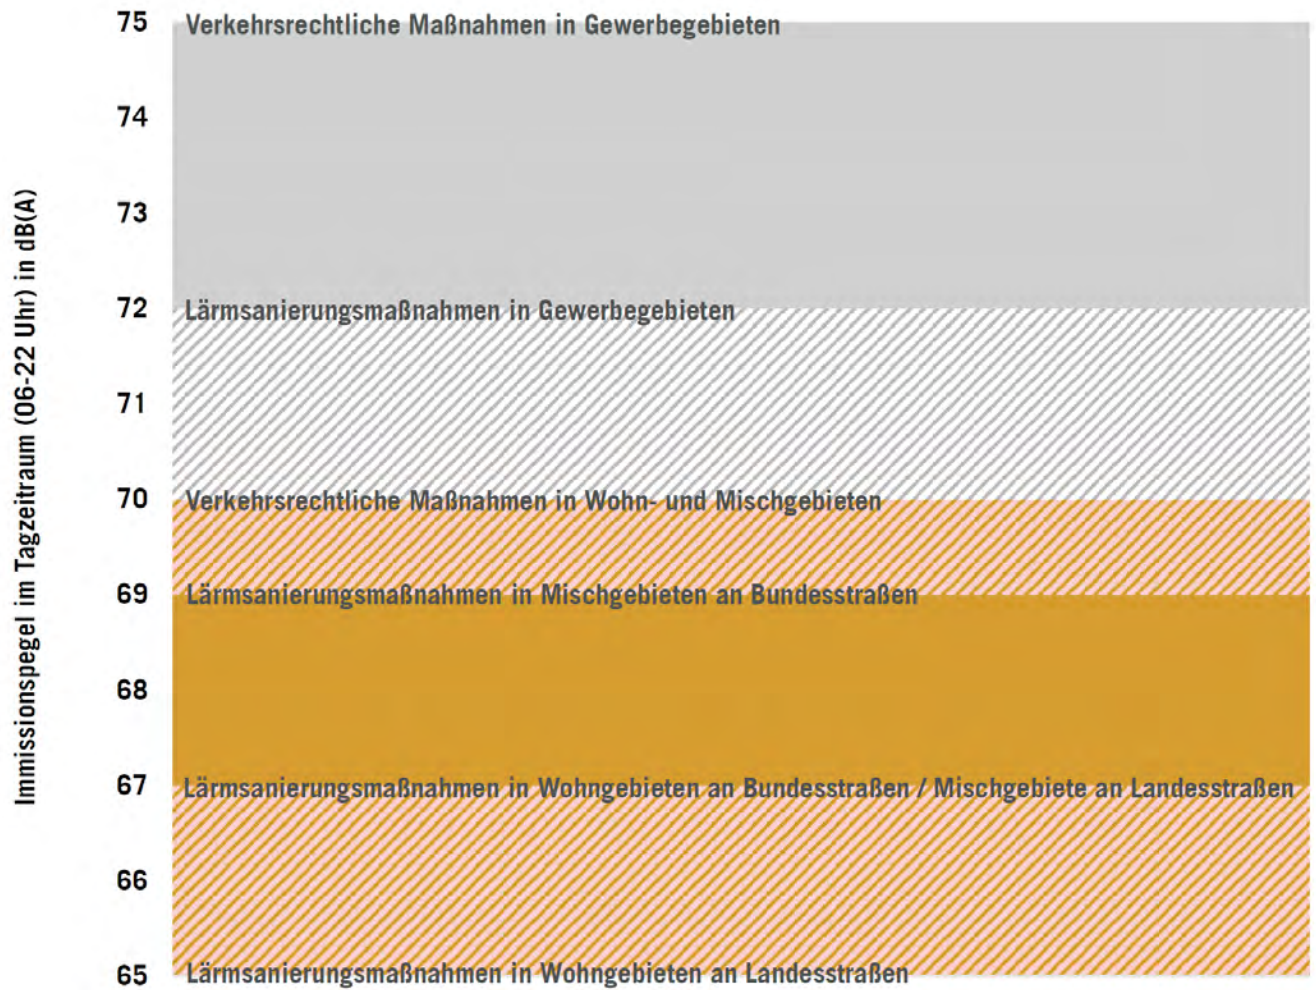 Immissionspegel im Tagzeitraum (06-22 Uhr) in dB(A)
75 Verkehrsrechtliche Maßnahmen in Gewerbegebieten
74
73
72 Lärmsanierungsmaßnahmen in Gewerbegebieten
71
70 Verkehrsrechtliche Maßnahmen in Wohn- und Mischgebieten
69 Lärmsanierungsmaßnahmen in Mischgebieten an Bundesstraßen
68
67 Lärmsanierungsmaßnahmen in Wohngebieten an Bundesstraßen / Mischgebiete an Landesstraßen
66
65 Lärmsanierungsmaßnahmen in Wohngebieten an Landesstraßen